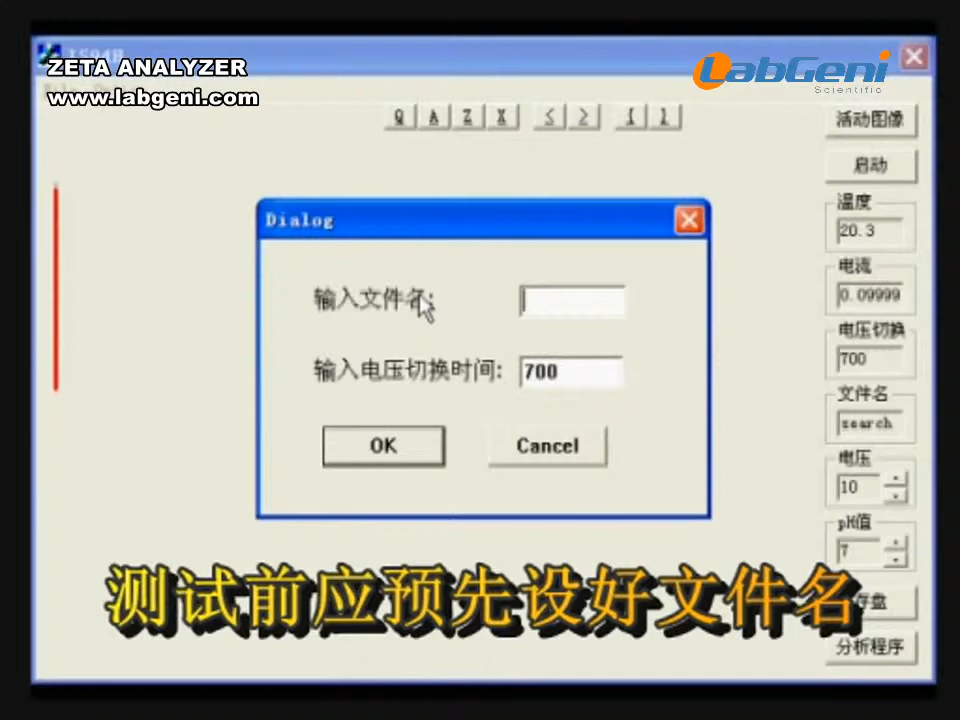 ZETA ANALYZER
www.labgeni.com
LabGeni
Scientific
Q A Z X < > [ ]
活动图像
启动
温度
20.3
电流
0.09999
电压切换
700
文件名
search
电压
10
pH值
7
存盘
分析程序
Dialog
输入文件名:
输入电压切换时间:
700
OK
Cancel
测试前应预先设好文件名